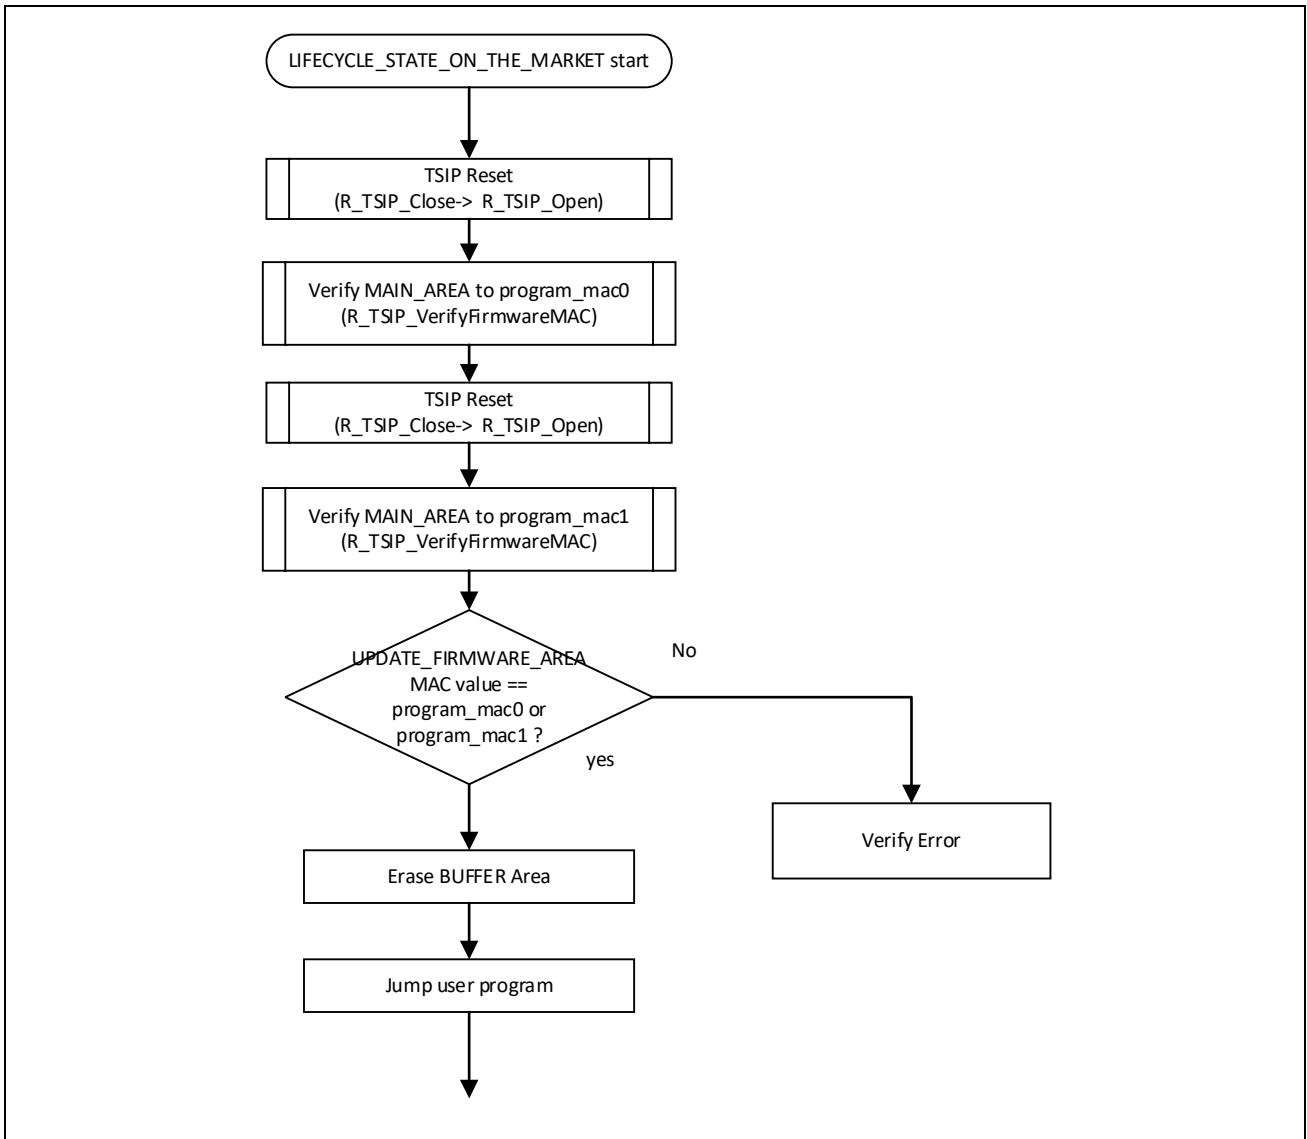 LIFECYCLE_STATE_ON_THE_MARKET start
TSIP Reset
(R_TSIP_Close-> R_TSIP_Open)
Verify MAIN_AREA to program_mac0
(R_TSIP_VerifyFirmwareMAC)
TSIP Reset
(R_TSIP_Close-> R_TSIP_Open)
Verify MAIN_AREA to program_mac1
(R_TSIP_VerifyFirmwareMAC)
UPDATE_FIRMWARE_AREA
MAC value ==
program_mac0 or
program_mac1 ?
No
yes
Verify Error
Erase BUFFER Area
Jump user program